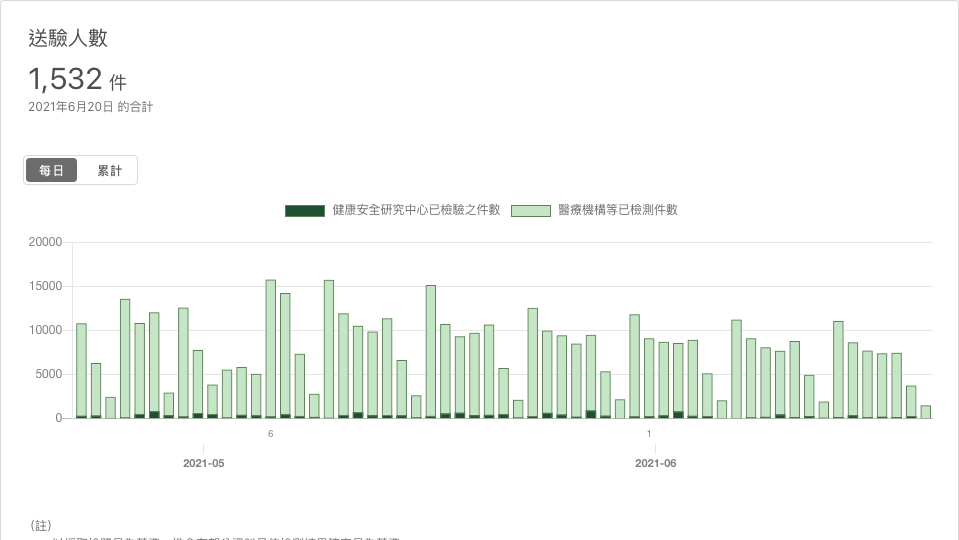 送驗人數
1,532 件
2021年6月20日 的合計
每日 累計
健康安全研究中心已檢驗之件數 醫療機構等已檢測件數
20000
15000
10000
5000
0
6 1
2021-05 2021-06
(註)